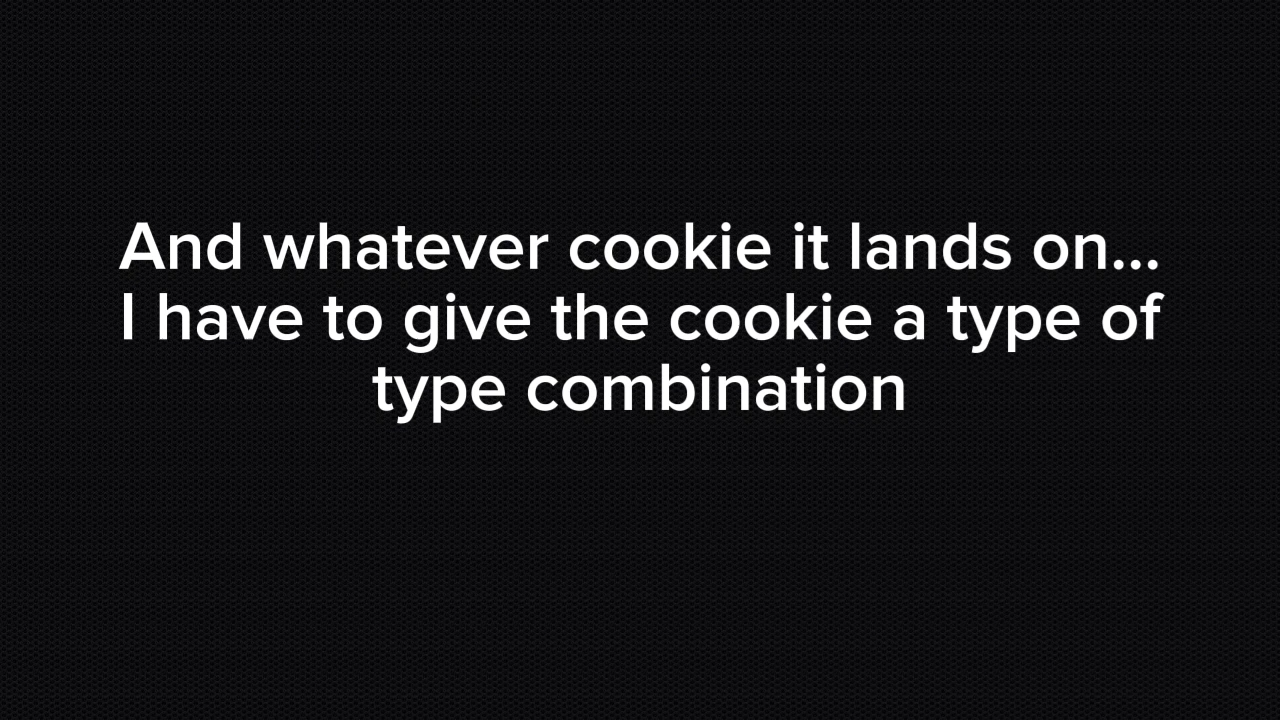 And whatever cookie it lands on...
I have to give the cookie a type of
type combination